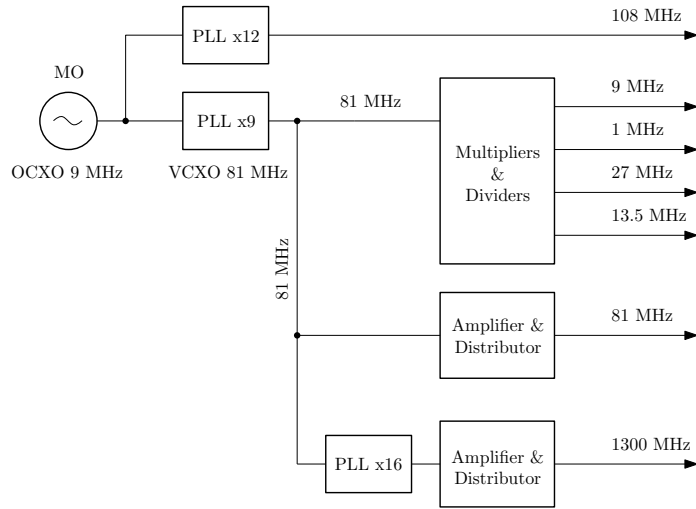 108 MHz
PLL x12
MO
9 MHz
81 MHz
PLL x9
1 MHz
Multipliers
&
Dividers
OCXO 9 MHz
VCXO 81 MHz
27 MHz
13.5 MHz
81 MHz
81 MHz
Amplifier &
Distributor
1300 MHz
PLL x16
Amplifier &
Distributor